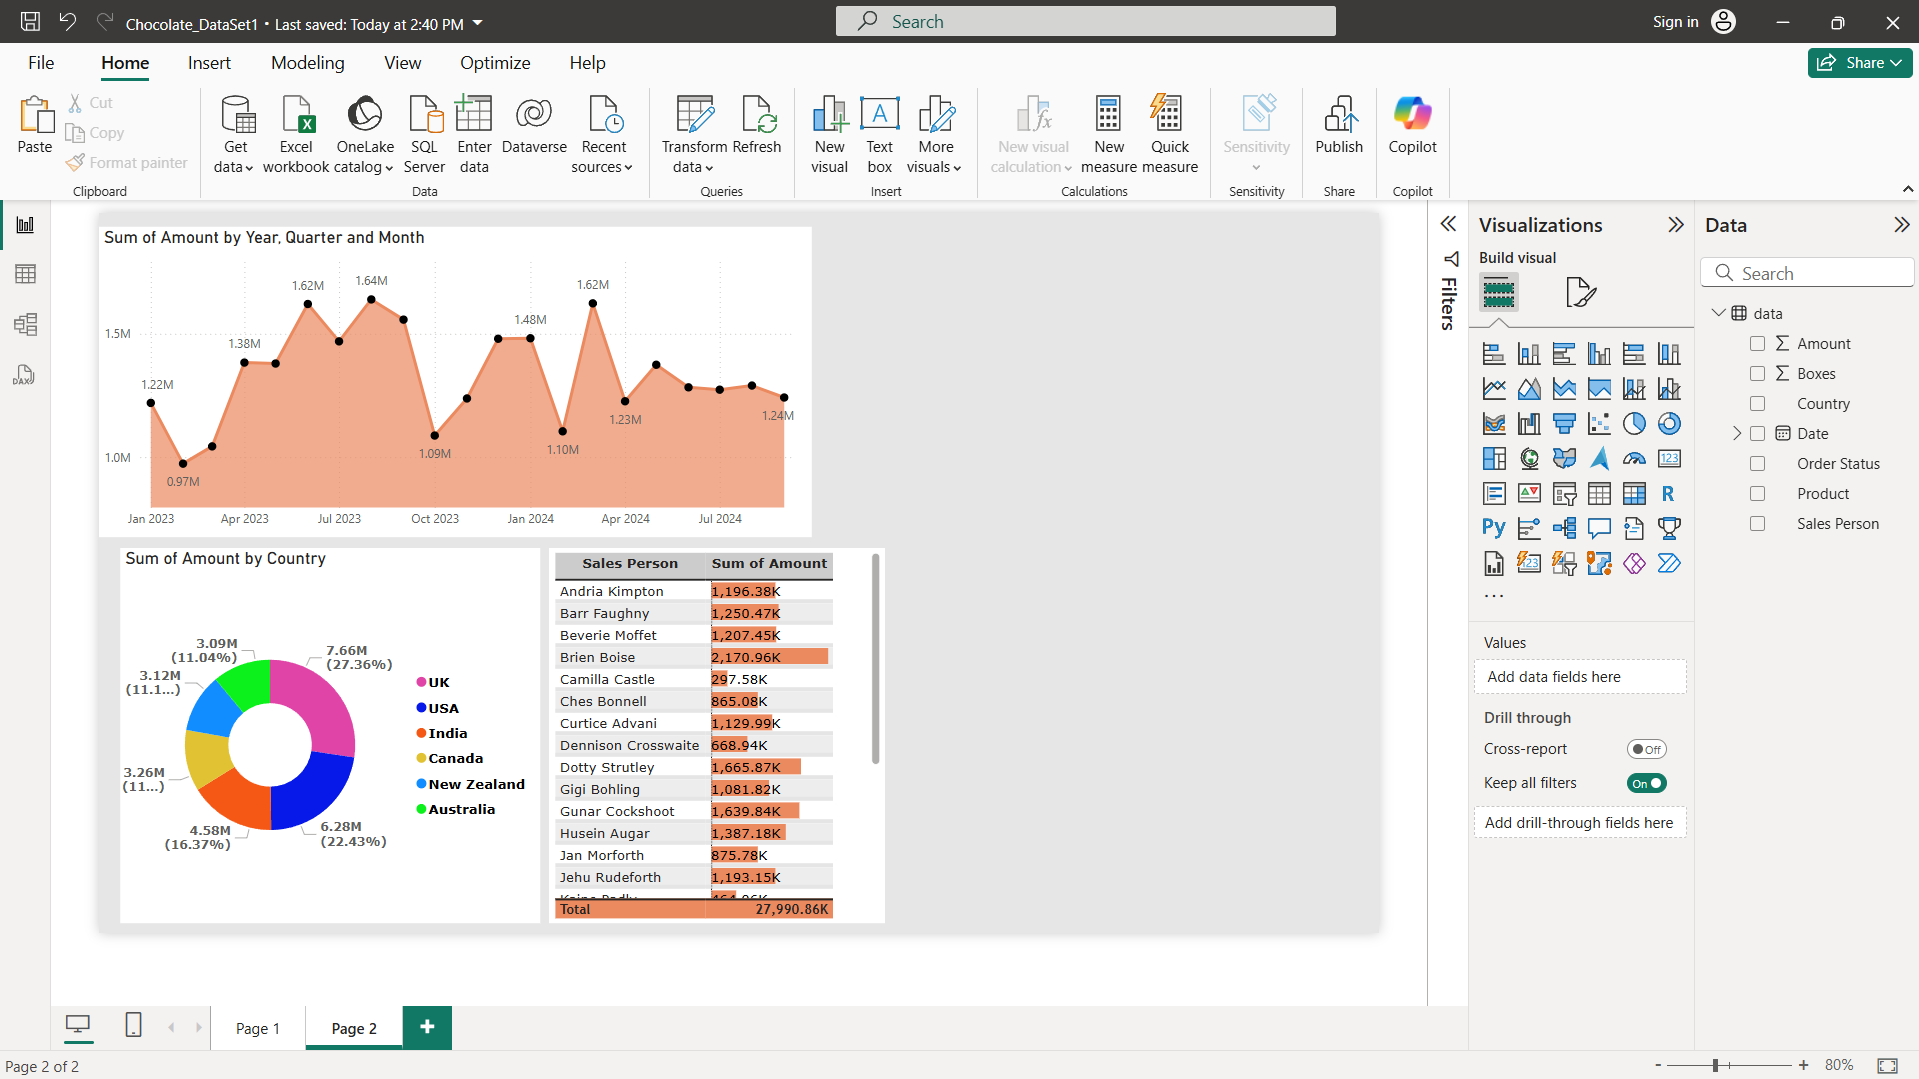 Chocolate_DataSet1 • Last saved: Today at 2:40 PM
Search
Sign in
File
Home
Insert
Modeling
View
Optimize
Help
Share
Paste
Cut
Copy
Format painter
Clipboard
Get data
Excel workbook
OneLake catalog
SQL Server
Enter data
Dataverse
Recent sources
Data
Transform data
Refresh
Queries
New visual
Text box
More visuals
Insert
New visual calculation
New measure
Quick measure
Calculations
Sensitivity
Sensitivity
Publish
Share
Copilot
Copilot
Sum of Amount by Year, Quarter and Month
1.5M
1.0M
1.22M
0.97M
1.38M
1.62M
1.64M
1.09M
1.48M
1.10M
1.62M
1.23M
1.24M
Jan 2023
Apr 2023
Jul 2023
Oct 2023
Jan 2024
Apr 2024
Jul 2024
Sum of Amount by Country
7.66M
(27.36%)
6.28M
(22.43%)
4.58M
(16.37%)
3.26M
(11...)
3.12M
(11.1...)
3.09M
(11.04%)
UK
USA
India
Canada
New Zealand
Australia
Sales Person Sum of Amount
Andria Kimpton 1,196.38K
Barr Faughny 1,250.47K
Beverie Moffet 1,207.45K
Brien Boise 2,170.96K
Camilla Castle 297.58K
Ches Bonnell 865.08K
Curtice Advani 1,129.99K
Dennison Crosswaite 668.94K
Dotty Strutley 1,665.87K
Gigi Bohling 1,081.82K
Gunar Cockshoot 1,639.84K
Husein Augar 1,387.18K
Jan Morforth 875.78K
Jehu Rudeforth 1,193.15K
Total 27,990.86K
Filters
Visualizations
Build visual
123
R
Py
123
...
Values
Add data fields here
Drill through
Cross-report
Off
Keep all filters
On
Add drill-through fields here
Data
Search
data
Amount
Boxes
Country
Date
Order Status
Product
Sales Person
DAX
Page 1
Page 2
+
Page 2 of 2
- + 80%